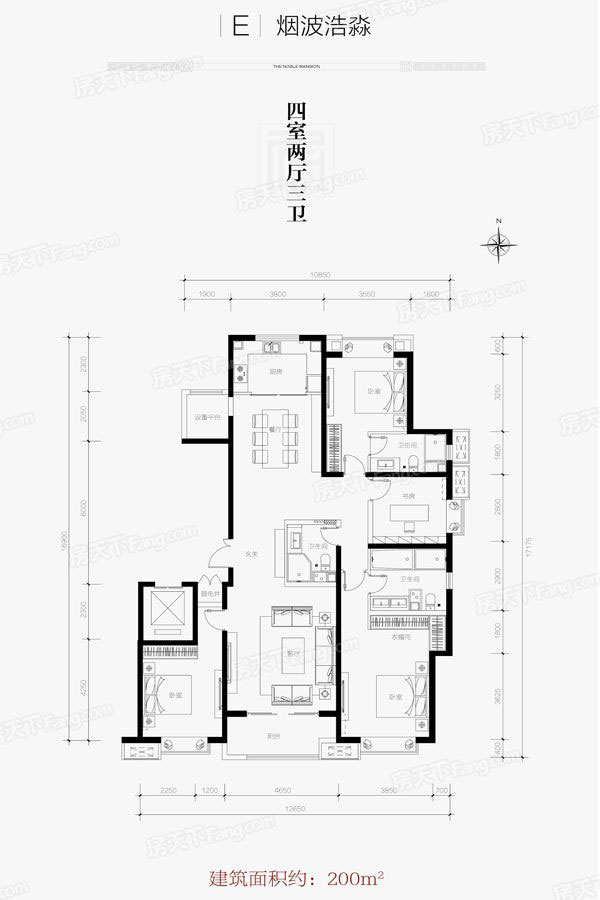 E 烟波浩淼
THE NOBLE MANSION
四室两厅三卫
N
10850
1900 3800 3550 1600
厨房
卧室
设备平台
餐厅
卫生间
书房
玄关
卫生间
卫生间
弱电井
衣帽间
客厅
卧室
卧室
阳台
2300
2050
6000
16900
2300
4250
600
3250
1800
2800
17175
2900
1600
3625
400
2250 1200 4650 3850 700
12650
建筑面积约：200m²
房天下Fang.com